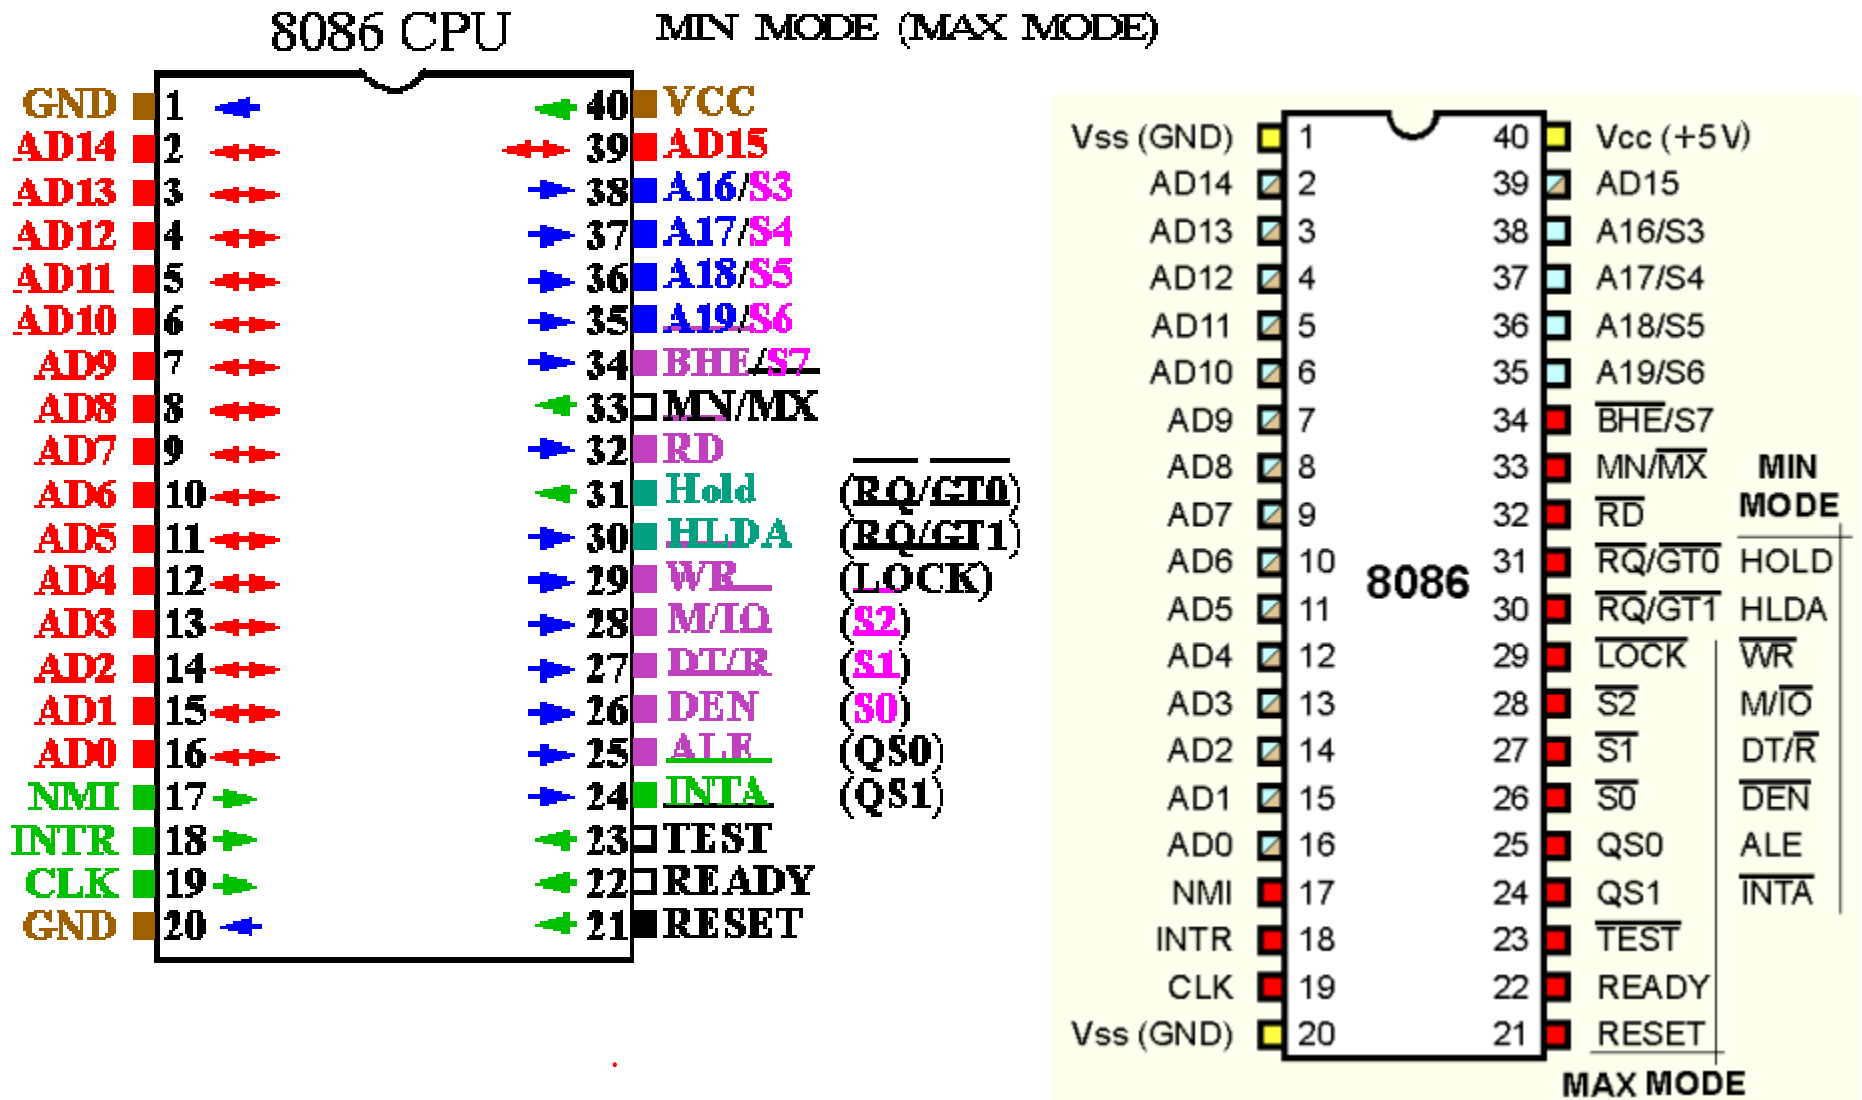 8086 CPU MIN MODE (MAX MODE)
GND 1 40 VCC
AD14 2 39 AD15
AD13 3 38 A16/S3
AD12 4 37 A17/S4
AD11 5 36 A18/S5
AD10 6 35 A19/S6
AD9 7 34 BHE/S7
AD8 8 33 MN/MX
AD7 9 32 RD
AD6 10 31 Hold (RQ/GT0)
AD5 11 30 HLDA (RQ/GT1)
AD4 12 29 WR (LOCK)
AD3 13 28 M/IO (S2)
AD2 14 27 DT/R (S1)
AD1 15 26 DEN (S0)
AD0 16 25 ALE (QS0)
NMI 17 24 INTA (QS1)
INTR 18 23 TEST
CLK 19 22 READY
GND 20 21 RESET
Vss (GND) 1 40 Vcc (+5V)
AD14 2 39 AD15
AD13 3 38 A16/S3
AD12 4 37 A17/S4
AD11 5 36 A18/S5
AD10 6 35 A19/S6
AD9 7 34 BHE/S7
AD8 8 33 MN/MX MIN
MODE
AD7 9 32 RD
AD6 10 31 RQ/GT0 HOLD
8086
AD5 11 30 RQ/GT1 HLDA
AD4 12 29 LOCK WR
AD3 13 28 S2 M/IO
AD2 14 27 S1 DT/R
AD1 15 26 S0 DEN
AD0 16 25 QS0 ALE
NMI 17 24 QS1 INTA
INTR 18 23 TEST
CLK 19 22 READY
Vss (GND) 20 21 RESET
MAX MODE